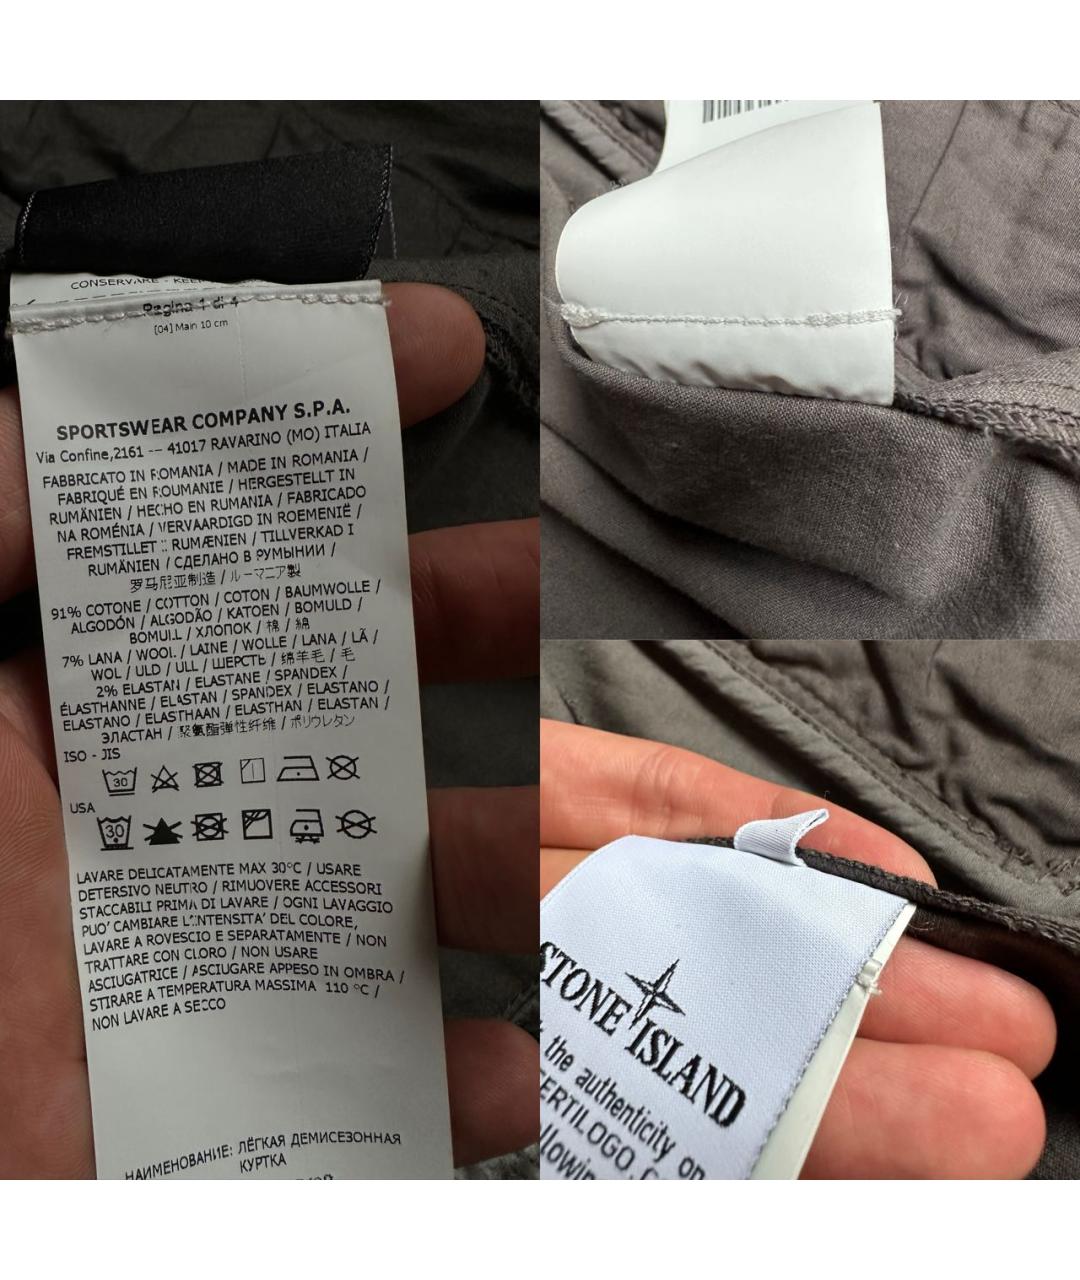 CONSERVARE - KEEP
Pagina 1 di 4
[04] Main 10 cm
SPORTSWEAR COMPANY S.P.A.
Via Confine,2161 -- 41017 RAVARINO (MO) ITALIA
FABBRICATO IN ROMANIA / MADE IN ROMANIA /
FABRIQUÉ EN ROUMANIE / HERGESTELLT IN
RUMÄNIEN / HECHO EN RUMANIA / FABRICADO
NA ROMÉNIA / VERVAARDIGD IN ROEMENIË /
FREMSTILLET I RUMÆNIEN / TILLVERKAD I
RUMÄNIEN / СДЕЛАНО В РУМЫНИИ /
罗马尼亚制造 / ルーマニア製
91% COTONE / COTTON / COTON / BAUMWOLLE /
ALGODÓN / ALGODÃO / KATOEN / BOMULD /
BOMULL / ХЛОПОК / 棉 / 綿
7% LANA / WOOL / LAINE / WOLLE / LANA / LÃ /
WOL / ULD / ULL / ШЕРСТЬ / 绵羊毛 / 毛
2% ELASTAN / ELASTANE / SPANDEX /
ÉLASTHANNE / ELASTAN / SPANDEX / ELASTANO /
ELASTANO / ELASTHAAN / ELASTHAN / ELASTAN /
ЭЛАСТАН / 聚氨酯弹性纤维 / ポリウレタン
ISO - JIS
30
USA
30
LAVARE DELICATAMENTE MAX 30°C / USARE
DETERSIVO NEUTRO / RIMUOVERE ACCESSORI
STACCABILI PRIMA DI LAVARE / OGNI LAVAGGIO
PUO' CAMBIARE L'INTENSITA' DEL COLORE,
LAVARE A ROVESCIO E SEPARATAMENTE / NON
TRATTARE CON CLORO / NON USARE
ASCIUGATRICE / ASCIUGARE APPESO IN OMBRA /
STIRARE A TEMPERATURA MASSIMA 110 °C /
NON LAVARE A SECCO
НАИМЕНОВАНИЕ: ЛЁГКАЯ ДЕМИСЕЗОННАЯ
КУРТКА
STONE ISLAND
the authenticity on
CERTILOGO.C
llowin